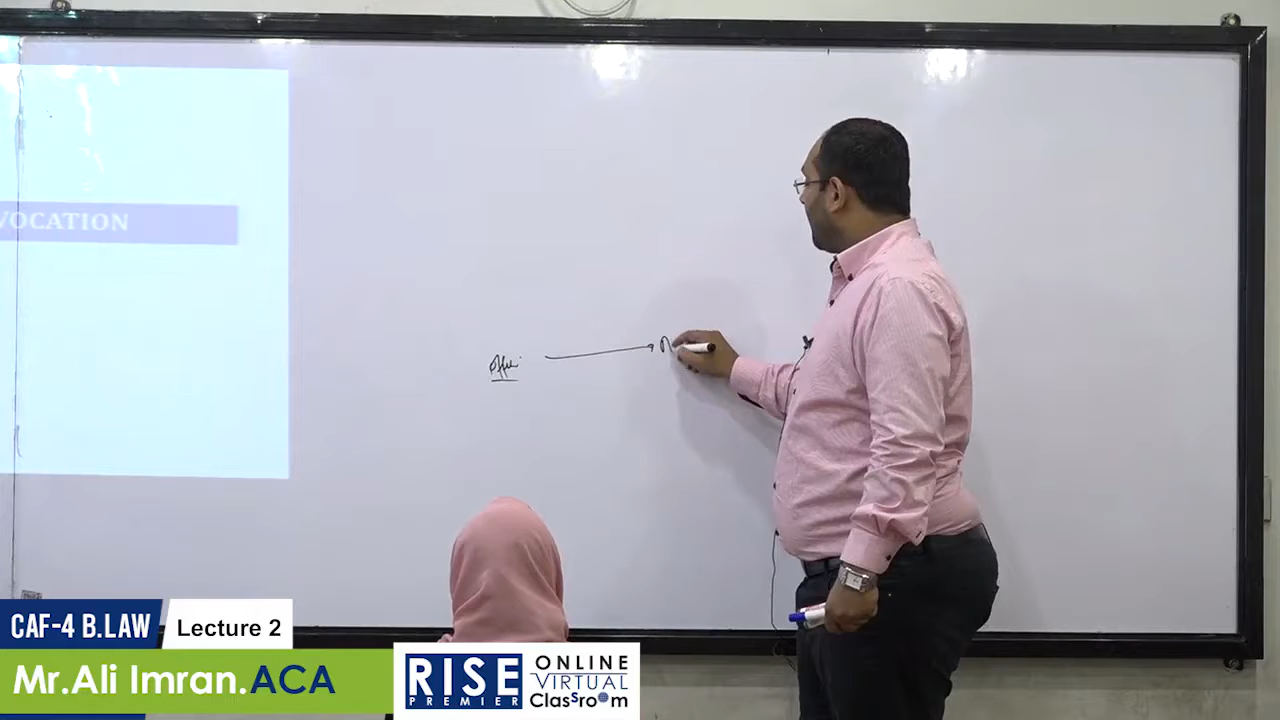 VOCATION
CAF-4 B.LAW
Lecture 2
Mr.Ali Imran.ACA
RISE
PREMIER
ONLINE
VIRTUAL
Classroom